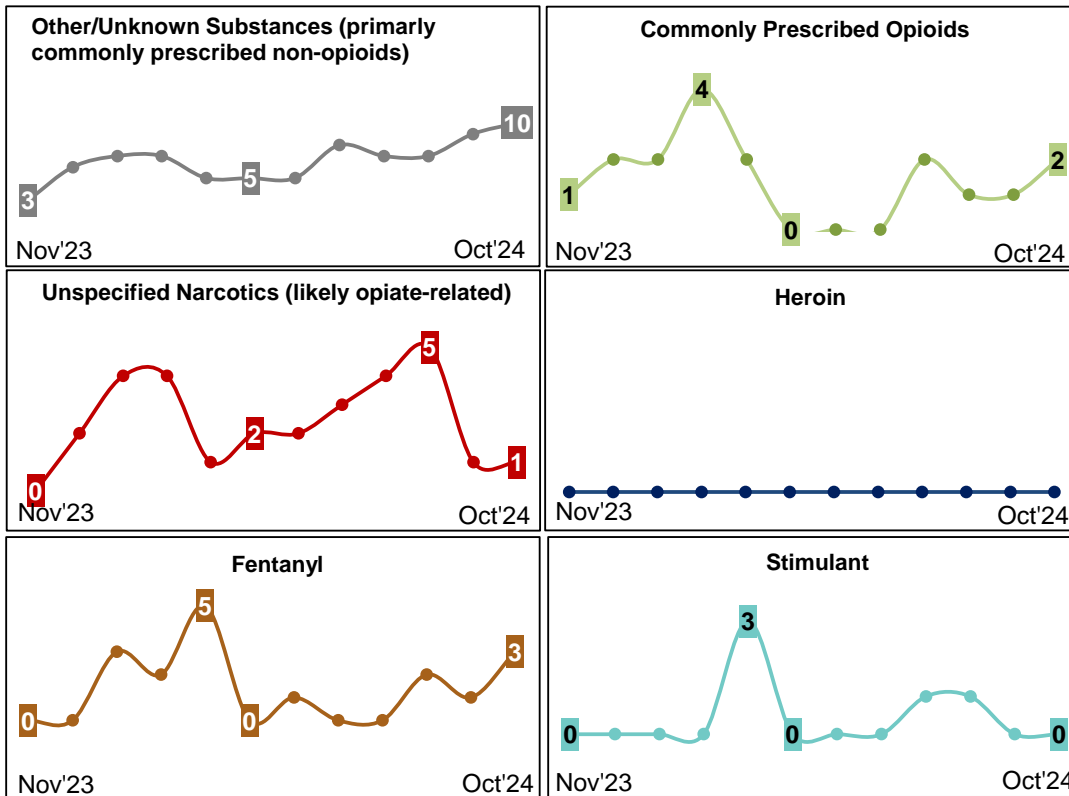 Other/Unknown Substances (primarly
commonly prescribed non-opioids)
3
5
10
Nov'23
Oct'24
Commonly Prescribed Opioids
1
4
0
2
Nov'23
Oct'24
Unspecified Narcotics (likely opiate-related)
0
2
5
1
Nov'23
Oct'24
Heroin
Nov'23
Oct'24
Fentanyl
0
5
0
3
Nov'23
Oct'24
Stimulant
0
3
0
0
Nov'23
Oct'24